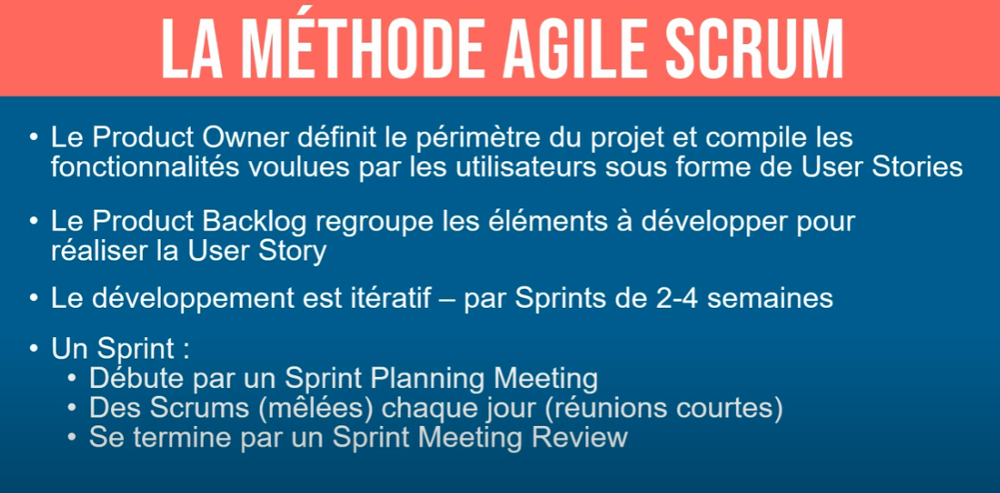 LA MÉTHODE AGILE SCRUM
• Le Product Owner définit le périmètre du projet et compile les
fonctionnalités voulues par les utilisateurs sous forme de User Stories
• Le Product Backlog regroupe les éléments à développer pour
réaliser la User Story
• Le développement est itératif – par Sprints de 2-4 semaines
• Un Sprint :
• Débute par un Sprint Planning Meeting
• Des Scrums (mêlées) chaque jour (réunions courtes)
• Se termine par un Sprint Meeting Review